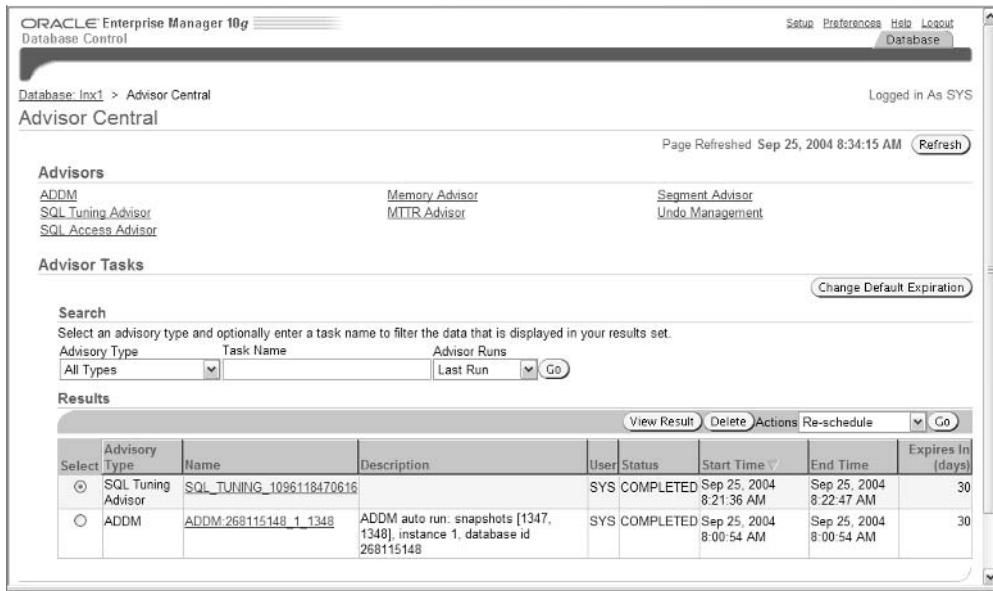 ORACLE Enterprise Manager 10g
Database Control
Setup Preferences Help Logout
Database
Database: lnx1 > Advisor Central
Logged in As SYS
Advisor Central
Page Refreshed Sep 25, 2004 8:34:15 AM Refresh
Advisors
ADDM Memory Advisor Segment Advisor
SQL Tuning Advisor MTTR Advisor Undo Management
SQL Access Advisor
Advisor Tasks
Change Default Expiration
Search
Select an advisory type and optionally enter a task name to filter the data that is displayed in your results set.
Advisory Type Task Name Advisor Runs
All Types Last Run Go
Results
View Result Delete Actions Re-schedule Go
Select Advisory Type Name Description User Status Start Time End Time Expires In (days)
SQL Tuning Advisor SQL_TUNING_1096118470616 SYS COMPLETED Sep 25, 2004 8:21:36 AM Sep 25, 2004 8:22:47 AM 30
ADDM ADDM:268115148_1_1348 ADDM auto run: snapshots [1347, 1348], instance 1, database id 268115148 SYS COMPLETED Sep 25, 2004 8:00:54 AM Sep 25, 2004 8:00:54 AM 30